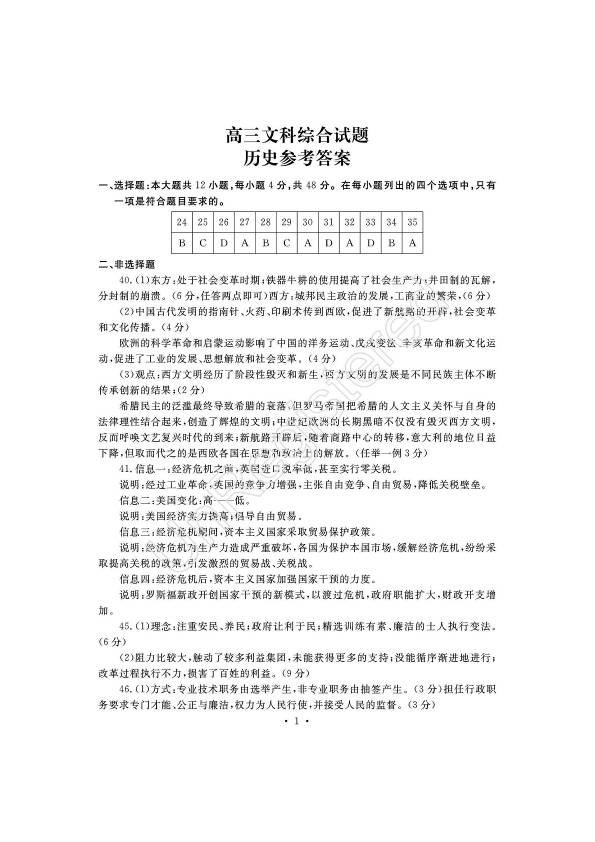 高三文科综合试题
历史参考答案
一、选择题:本大题共 12 小题,每小题 4 分,共 48 分。在每小题列出的四个选项中,只有
一项是符合题目要求的。
24 25 26 27 28 29 30 31 32 33 34 35
B C D A B C A D A D B A
二、非选择题
40.(1)东方:处于社会变革时期;铁器牛耕的使用提高了社会生产力;井田制的瓦解,
分封制的崩溃。(6 分,任答两点即可)西方:城邦民主政治的发展,工商业的繁荣,(6 分)
(2)中国古代发明的指南针、火药、印刷术传到西欧,促进了新航路的开辟,社会变革
和文化传播。(4 分)
欧洲的科学革命和启蒙运动影响了中国的洋务运动、戊戌变法、辛亥革命和新文化运
动,促进了工业的发展、思想解放和社会变革。(4 分)
(3)观点:西方文明经历了阶段性毁灭和新生,西方文明的发展是不同民族主体不断
传承创新的结果;(2 分)
希腊民主的泛滥最终导致希腊的衰落,但罗马帝国把希腊的人文主义关怀与自身的
法律理性结合起来,创造了辉煌的文明;中世纪欧洲的长期黑暗不仅没有毁灭西方文明,
反而呼唤文艺复兴时代的到来;新航路开辟后,随着商路中心的转移,意大利的地位日益
下降,但取而代之的是西欧各国在思想和政治上的解放。(任举一例 3 分)
41.信息一:经济危机之前,英国进口税率低,甚至实行零关税。
说明:经过工业革命,英国的竞争力增强,主张自由竞争、自由贸易,降低关税壁垒。
信息二:美国变化:高——低。
说明:美国经济实力提高;倡导自由贸易。
信息三:经济危机期间,资本主义国家采取贸易保护政策。
说明:经济危机对生产力造成严重破坏,各国为保护本国市场,缓解经济危机,纷纷采
取提高关税的政策,引发激烈的贸易战、关税战。
信息四:经济危机后,资本主义国家加强国家干预的力度。
说明:罗斯福新政开创国家干预的新模式,以渡过危机,政府职能扩大,财政开支增
加。
45.(1)理念:注重安民、养民;政府让利于民;精选训练有素、廉洁的士人执行变法。
(6 分)
(2)阻力比较大,触动了较多利益集团,未能获得更多的支持;没能循序渐进地进行;
改革过程执行不力,损害了百姓的利益。(9 分)
46.(1)方式:专业技术职务由选举产生,非专业职务由抽签产生。(3 分)担任行政职
务要求专门才能、公正与廉洁,权力为人民行使,并接受人民的监督。(3 分)
• 1 •
Unregistered